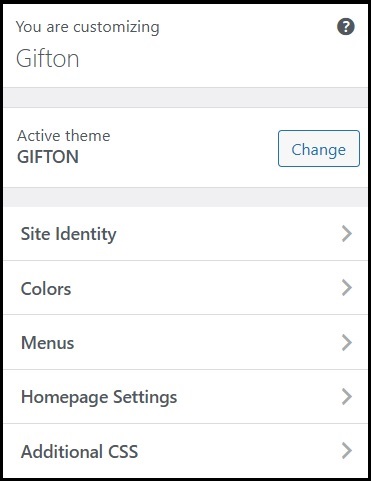 You are customizing
?
Gifton
Active theme
GIFTON
Change
Site Identity
Colors
Menus
Homepage Settings
Additional CSS